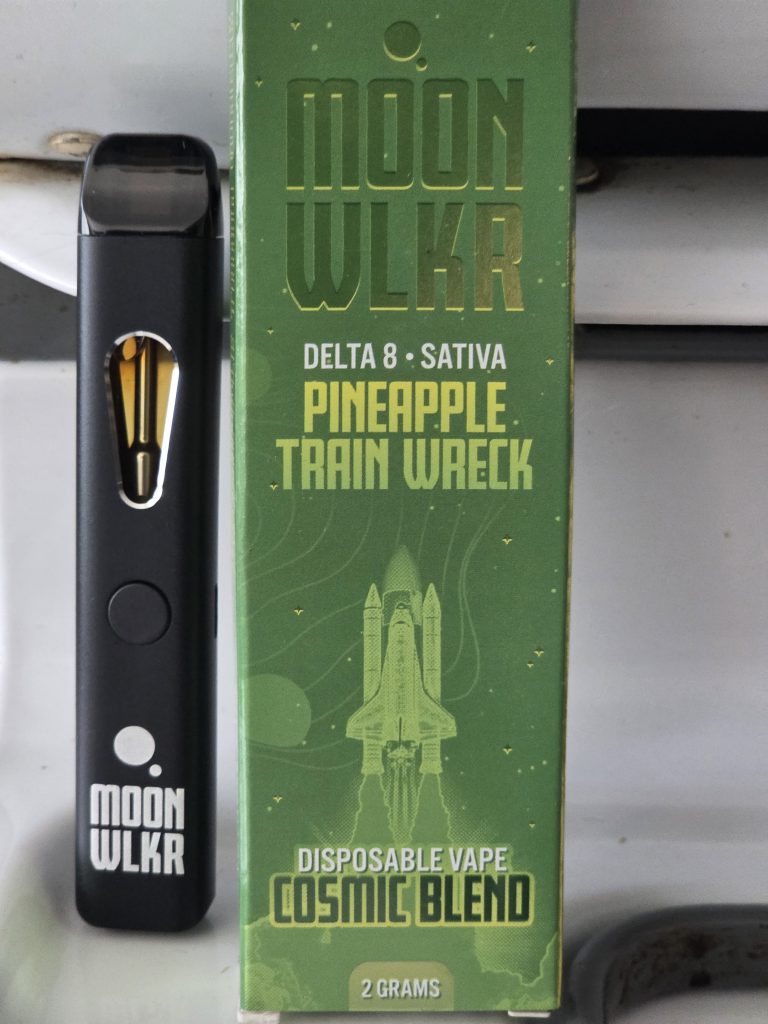 MOON
WLKR
DELTA 8 • SATIVA
PINEAPPLE
TRAIN WRECK
DISPOSABLE VAPE
COSMIC BLEND
2 GRAMS
MOON
WLKR